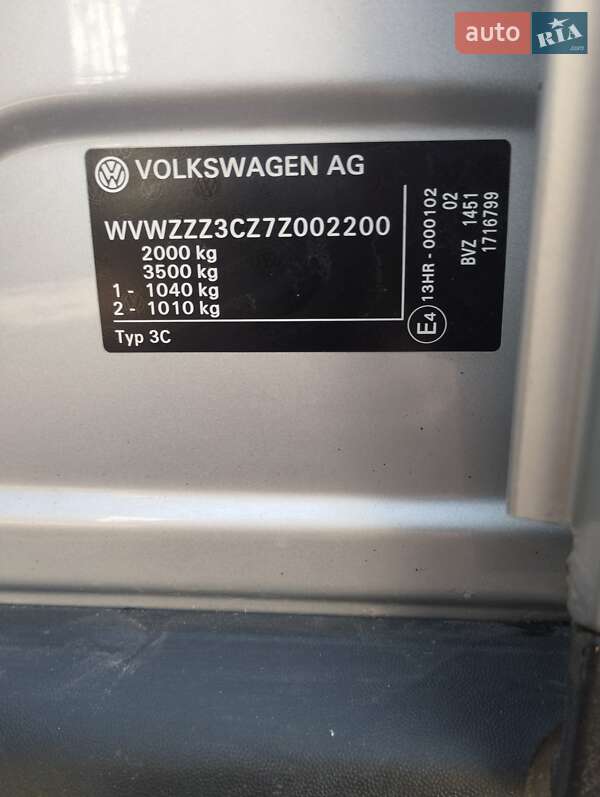 auto RIA.com
VOLKSWAGEN AG
WVWZZZ3CZ7Z002200
2000 kg
3500 kg
1 - 1040 kg
2 - 1010 kg
Typ 3C
E4 13HR - 000102
02
BVZ 1451
1716799